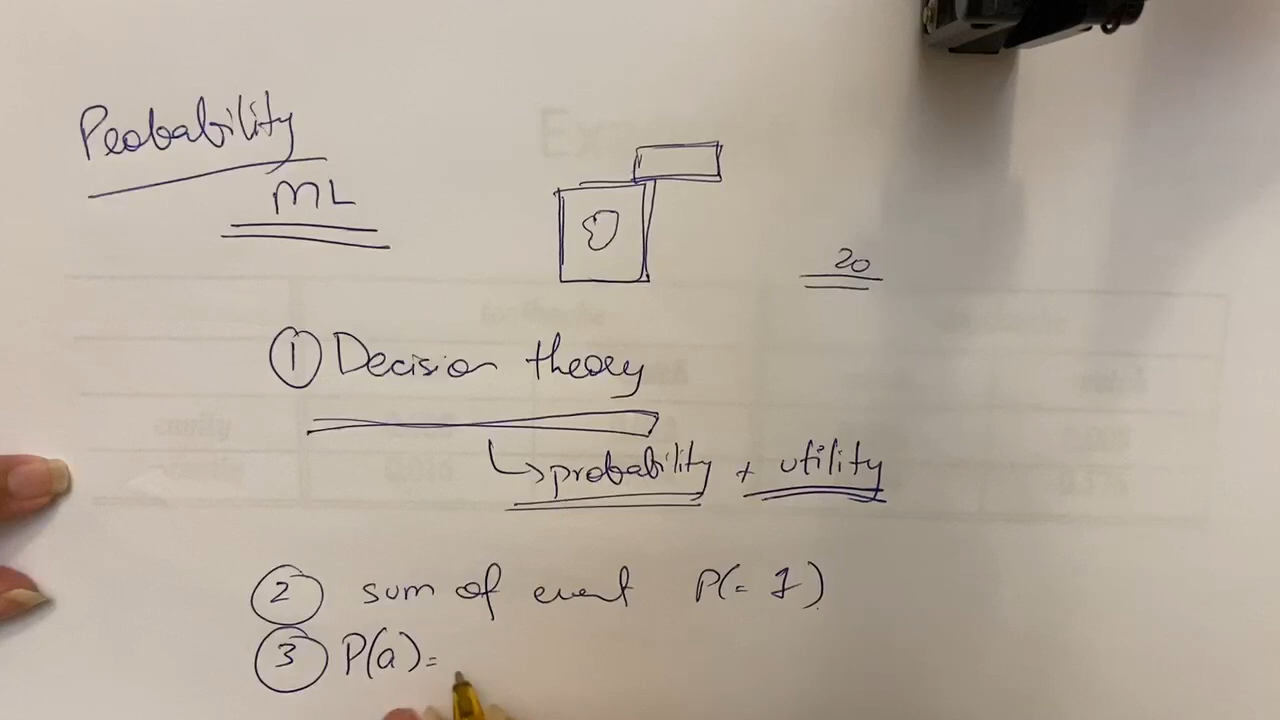 Probability
ML
20
① Decision theory
↳ probability + utility
② sum of event P(= 1)
③ P(a)=